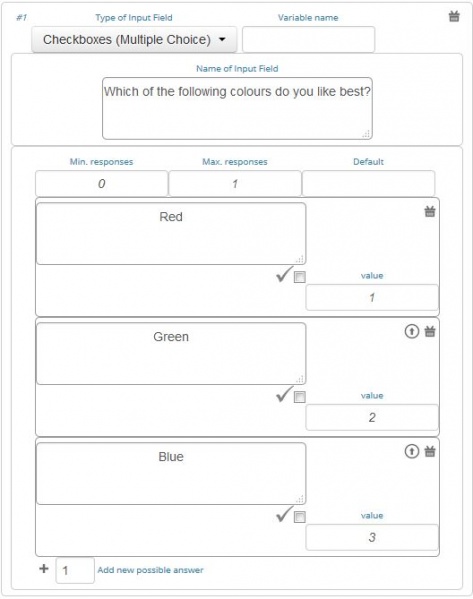 #1 Type of Input Field Variable name
Checkboxes (Multiple Choice)
Name of Input Field
Which of the following colours do you like best?
Min. responses Max. responses Default
0 1
Red
value
1
Green
value
2
Blue
value
3
1 Add new possible answer